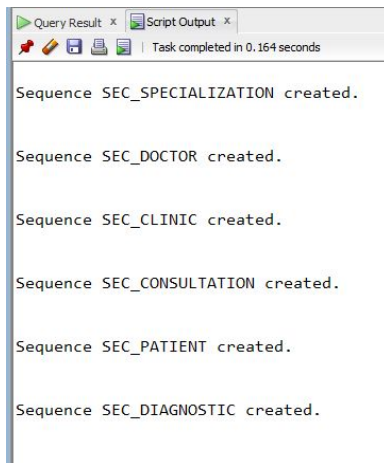 Query Result x Script Output x
Task completed in 0.164 seconds
Sequence SEC_SPECIALIZATION created.
Sequence SEC_DOCTOR created.
Sequence SEC_CLINIC created.
Sequence SEC_CONSULTATION created.
Sequence SEC_PATIENT created.
Sequence SEC_DIAGNOSTIC created.